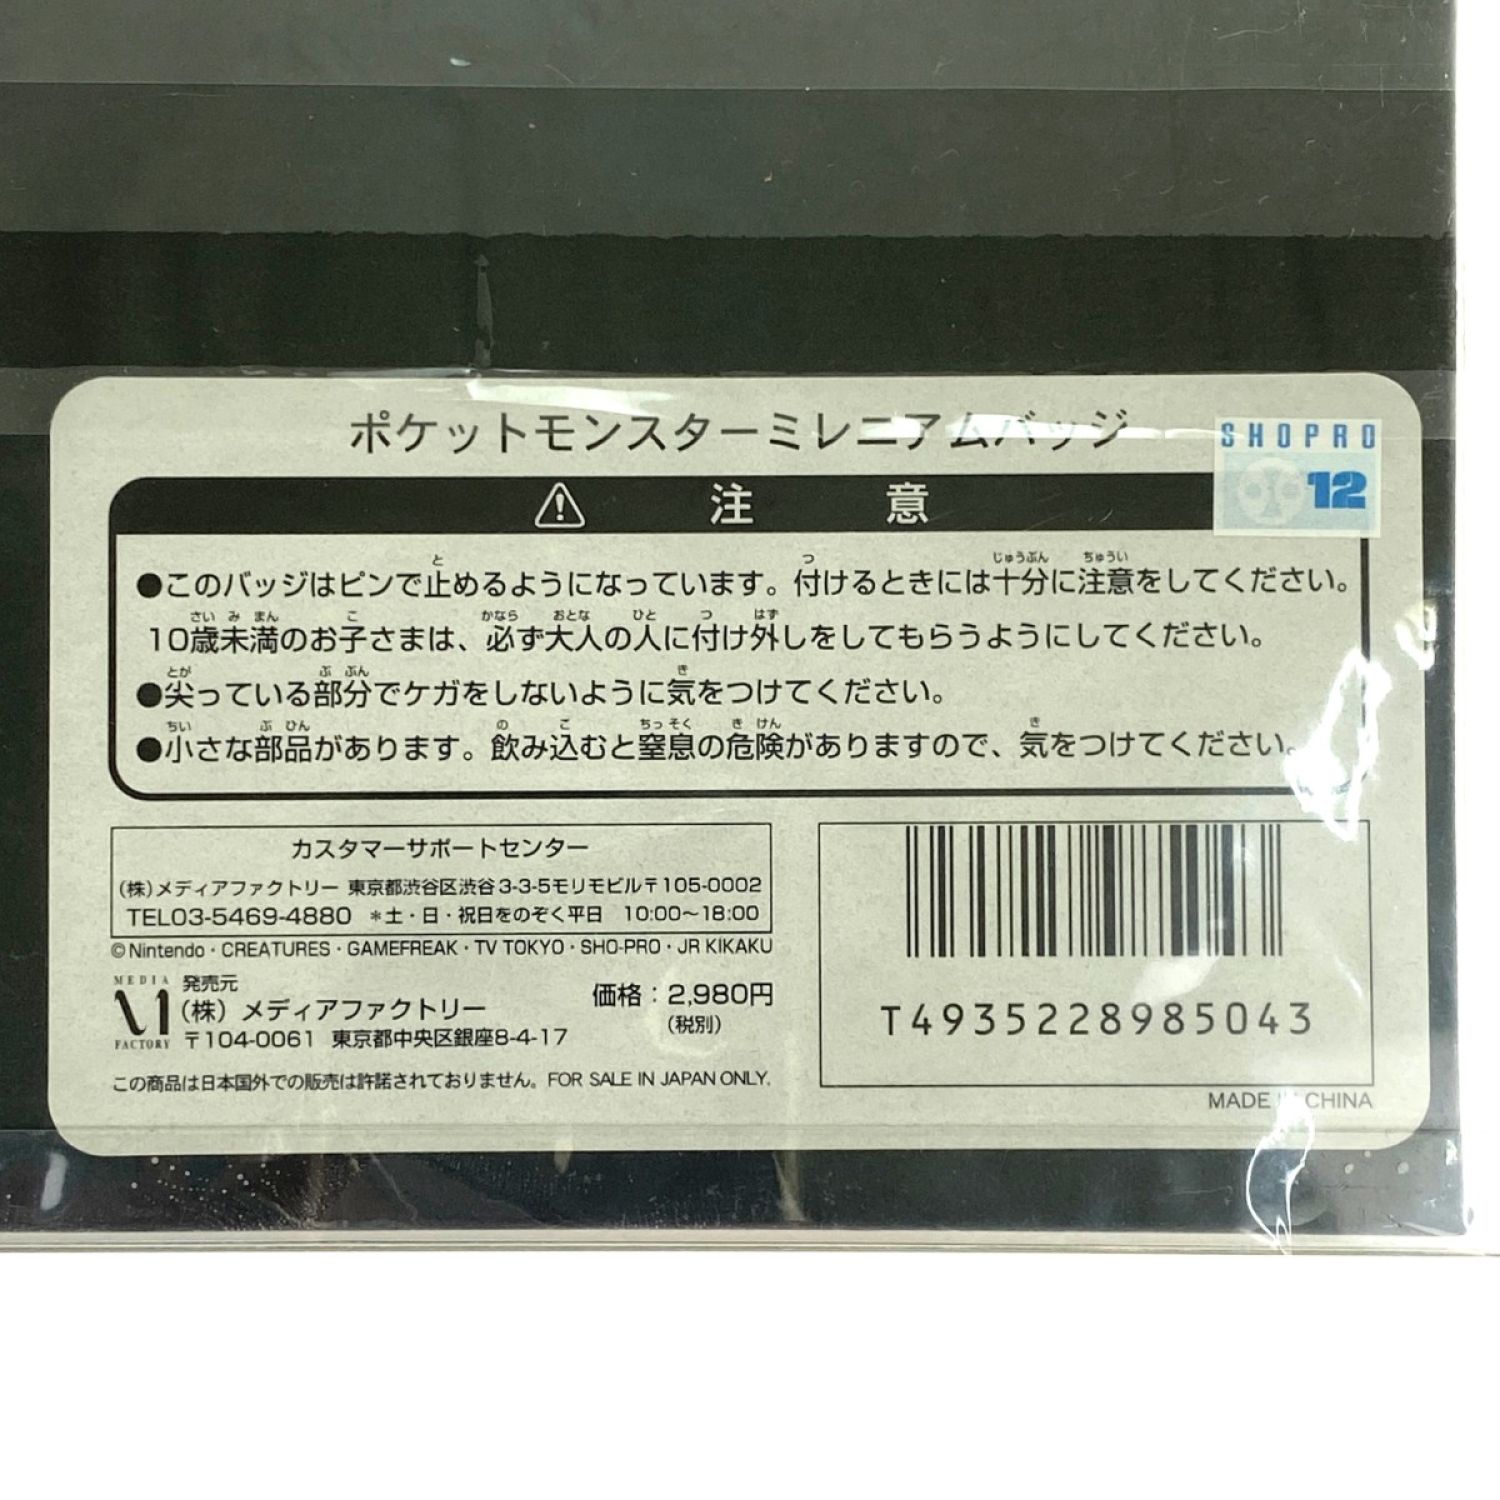 ポケットモンスターミレニアムバッジ
SHOPRO
12
注意
●このバッジはピンで止めるようになっています。付けるときには十分に注意をしてください。
10歳未満のお子さまは、必ず大人の人に付け外しをしてもらうようにしてください。
●尖っている部分でケガをしないように気をつけてください。
●小さな部品があります。飲み込むと窒息の危険がありますので、気をつけてください。
カスタマーサポートセンター
(株)メディアファクトリー 東京都渋谷区渋谷3-3-5モリモビル〒105-0002
TEL03-5469-4880 *土・日・祝日をのぞく平日 10:00〜18:00
©Nintendo・CREATURES・GAMEFREAK・TV TOKYO・SHO-PRO・JR KIKAKU
MEDIA FACTORY
発売元
(株)メディアファクトリー
〒104-0061 東京都中央区銀座8-4-17
価格:2,980円
(税別)
この商品は日本国外での販売は許諾されておりません。FOR SALE IN JAPAN ONLY.
T4935228985043
MADE IN CHINA